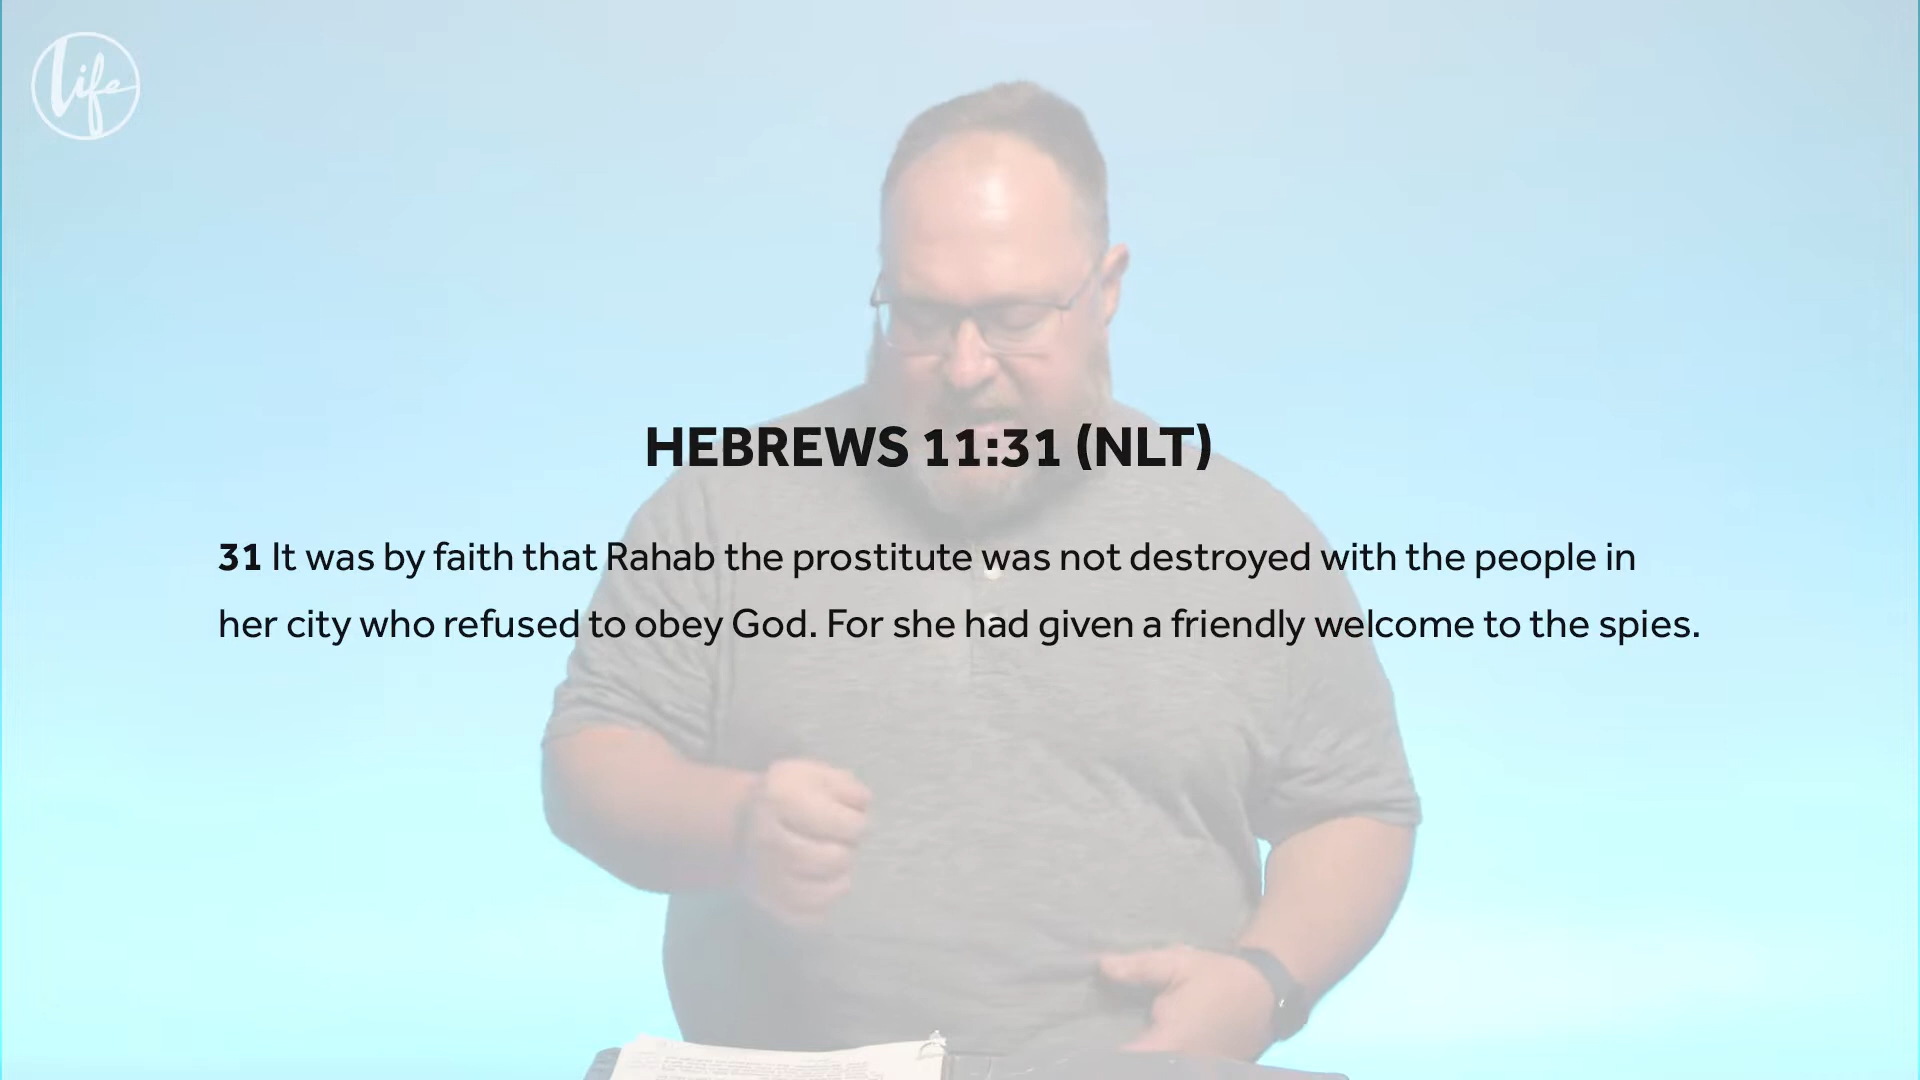 Life
HEBREWS 11:31 (NLT)
31 It was by faith that Rahab the prostitute was not destroyed with the people in
her city who refused to obey God. For she had given a friendly welcome to the spies.